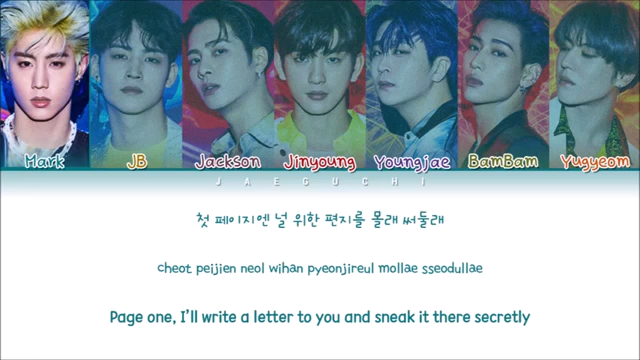 Mark JB Jackson Jinyoung Youngjae BamBam Yugyeom
JAEGUCHI
첫 페이지엔 널 위한 편지를 몰래 써둘래
cheot peijien neol wihan pyeonjireul mollae sseodullae
Page one, I'll write a letter to you and sneak it there secretly